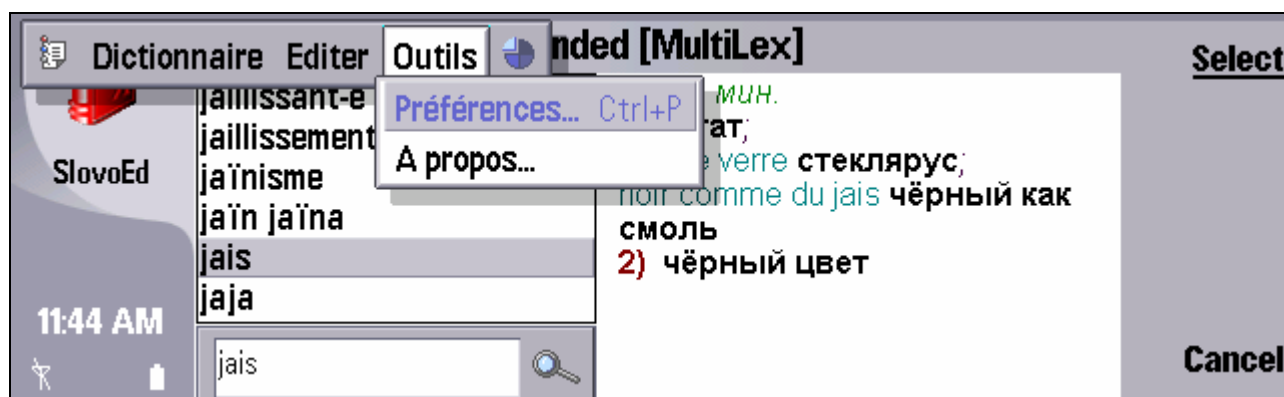 Dictionnaire Editer Outils nded [MultiLex]
Select
Préférences... Ctrl+P
A propos...
SlovoEd
jaillissant-e
jaillissement
jaïnisme
jaïn jaïna
jais
jaja
мин.
verre стеклярус;
noir comme du jais чёрный как
смоль
2) чёрный цвет
11:44 AM
jais
Cancel